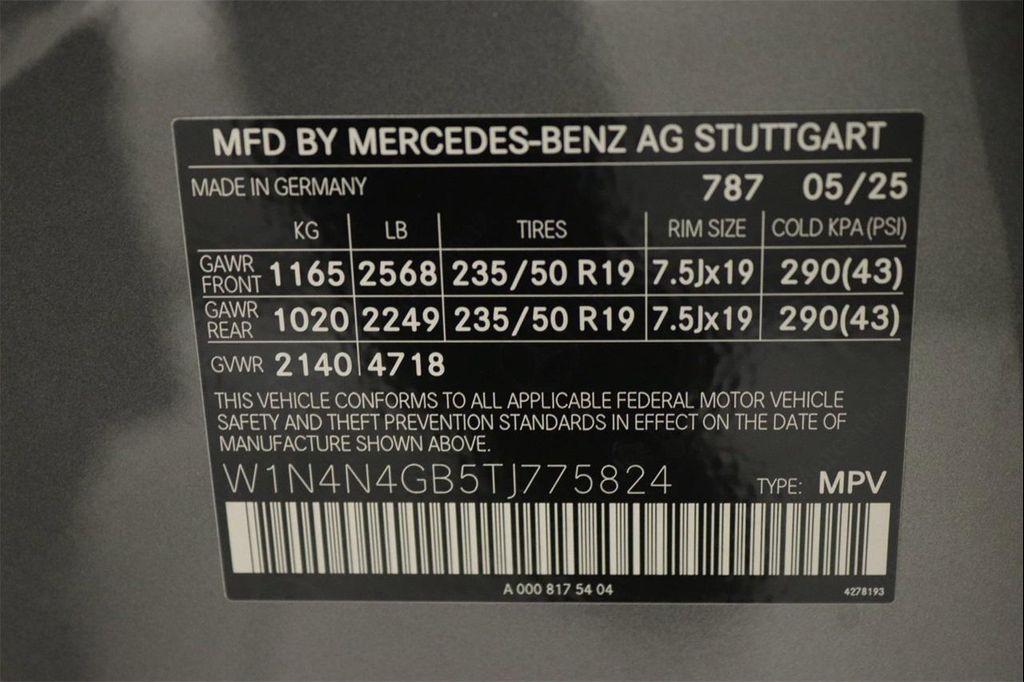 MFD BY MERCEDES-BENZ AG STUTTGART
MADE IN GERMANY 787 05/25
KG LB TIRES RIM SIZE COLD KPA (PSI)
GAWR FRONT 1165 2568 235/50 R19 7.5Jx19 290(43)
GAWR REAR 1020 2249 235/50 R19 7.5Jx19 290(43)
GVWR 2140 4718
THIS VEHICLE CONFORMS TO ALL APPLICABLE FEDERAL MOTOR VEHICLE
SAFETY AND THEFT PREVENTION STANDARDS IN EFFECT ON THE DATE OF
MANUFACTURE SHOWN ABOVE.
W1N4N4GB5TJ775824 TYPE: MPV
A 000 817 54 04 4278193